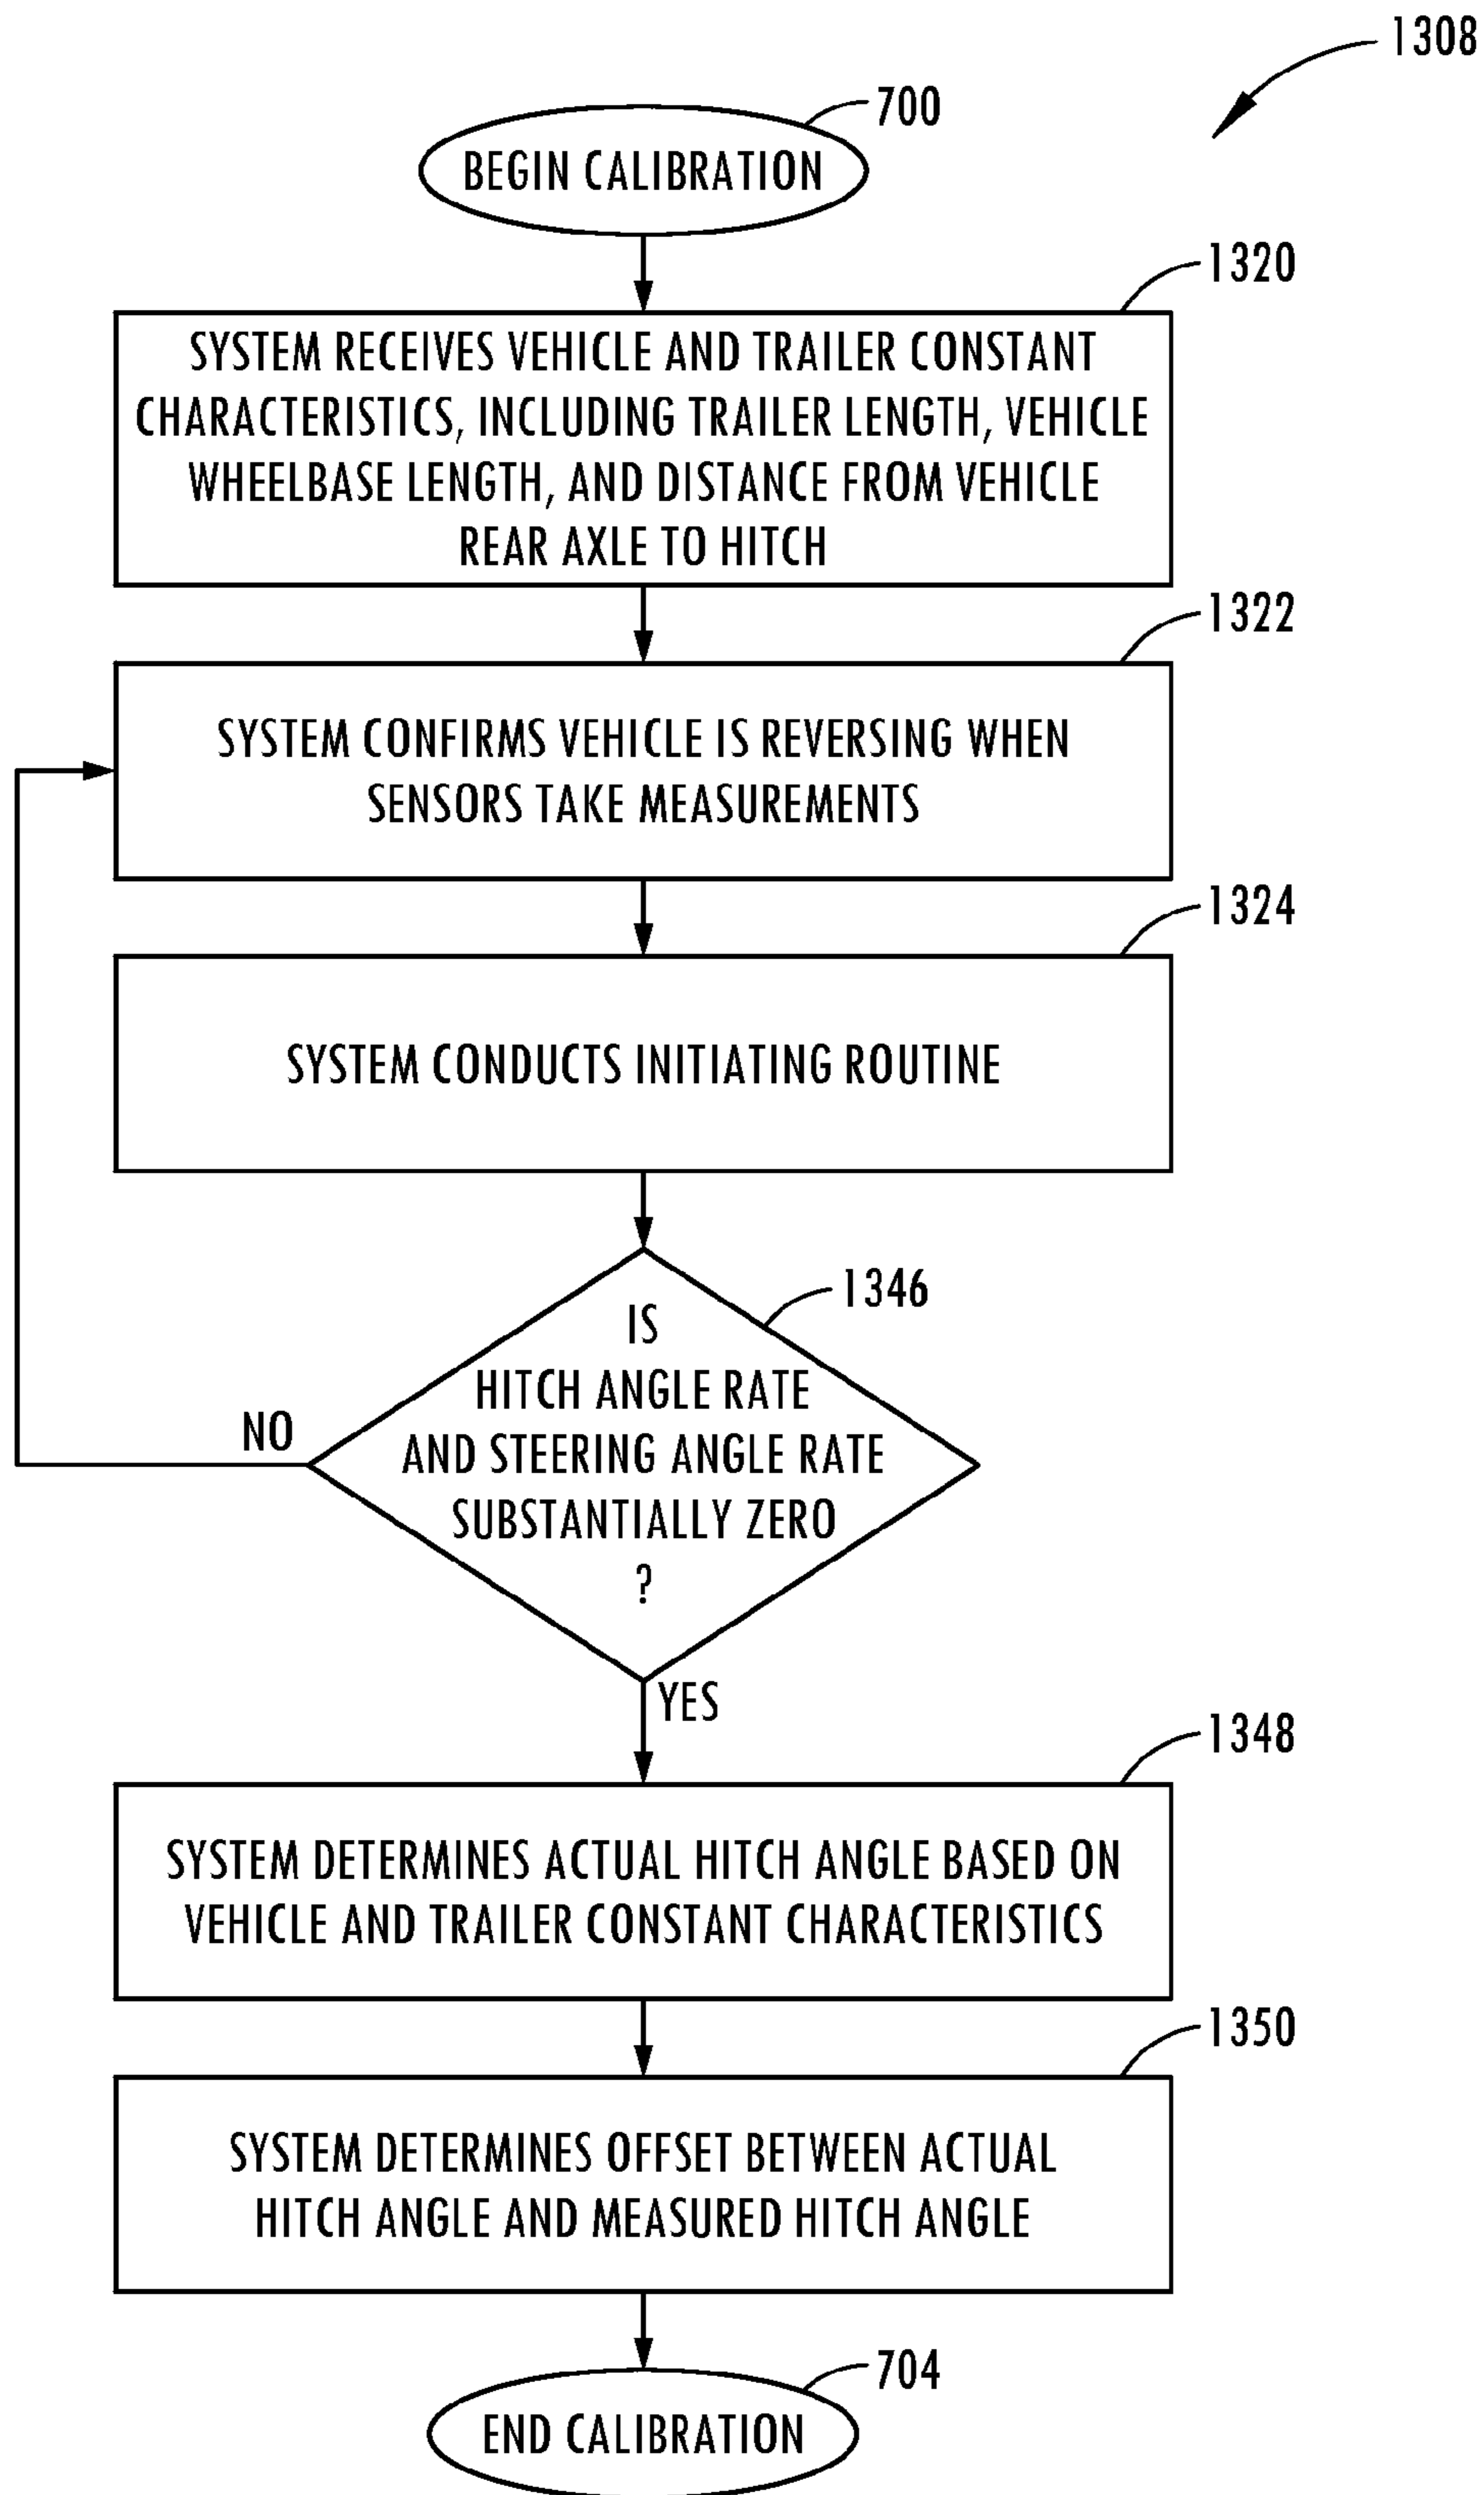 1308
700
BEGIN CALIBRATION
1320
SYSTEM RECEIVES VEHICLE AND TRAILER CONSTANT
CHARACTERISTICS, INCLUDING TRAILER LENGTH, VEHICLE
WHEELBASE LENGTH, AND DISTANCE FROM VEHICLE
REAR AXLE TO HITCH
1322
SYSTEM CONFIRMS VEHICLE IS REVERSING WHEN
SENSORS TAKE MEASUREMENTS
1324
SYSTEM CONDUCTS INITIATING ROUTINE
1346
IS
HITCH ANGLE RATE
AND STEERING ANGLE RATE
SUBSTANTIALLY ZERO
?
NO
YES
1348
SYSTEM DETERMINES ACTUAL HITCH ANGLE BASED ON
VEHICLE AND TRAILER CONSTANT CHARACTERISTICS
1350
SYSTEM DETERMINES OFFSET BETWEEN ACTUAL
HITCH ANGLE AND MEASURED HITCH ANGLE
704
END CALIBRATION